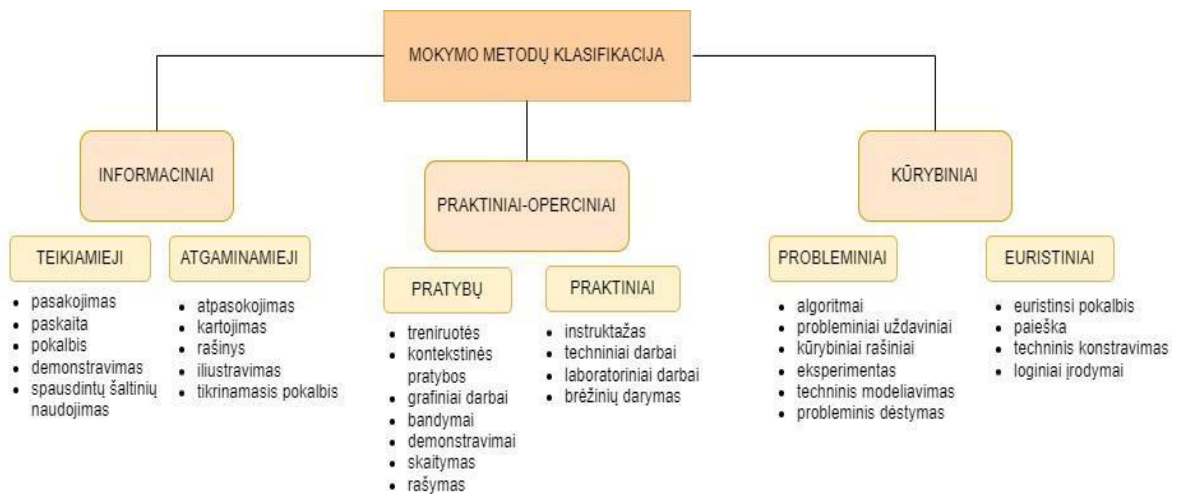 MOKYMO METODŲ KLASIFIKACIJA
INFORMACINIAI
PRAKTINIAI-OPERCINIAI
KŪRYBINIAI
TEIKIAMIEJI
• pasakojimas
• paskaita
• pokalbis
• demonstravimas
• spausdintų šaltinių
naudojimas
ATGAMINAMIEJI
• atpasokojimas
• kartojimas
• rašinys
• iliustravimas
• tikrinamasis pokalbis
PRATYBŲ
• treniruotės
• kontekstinės
pratybos
• grafiniai darbai
• bandymai
• demonstravimai
• skaitymas
• rašymas
PRAKTINIAI
• instruktažas
• techniniai darbai
• laboratoriniai darbai
• brėžinių darymas
PROBLEMINIAI
• algoritmai
• probleminiai uždaviniai
• kūrybiniai rašiniai
• eksperimentas
• techninis modeliavimas
• probleminis dėstymas
EURISTINIAI
• euristinsi pokalbis
• paieška
• techninis konstravimas
• loginiai įrodymai